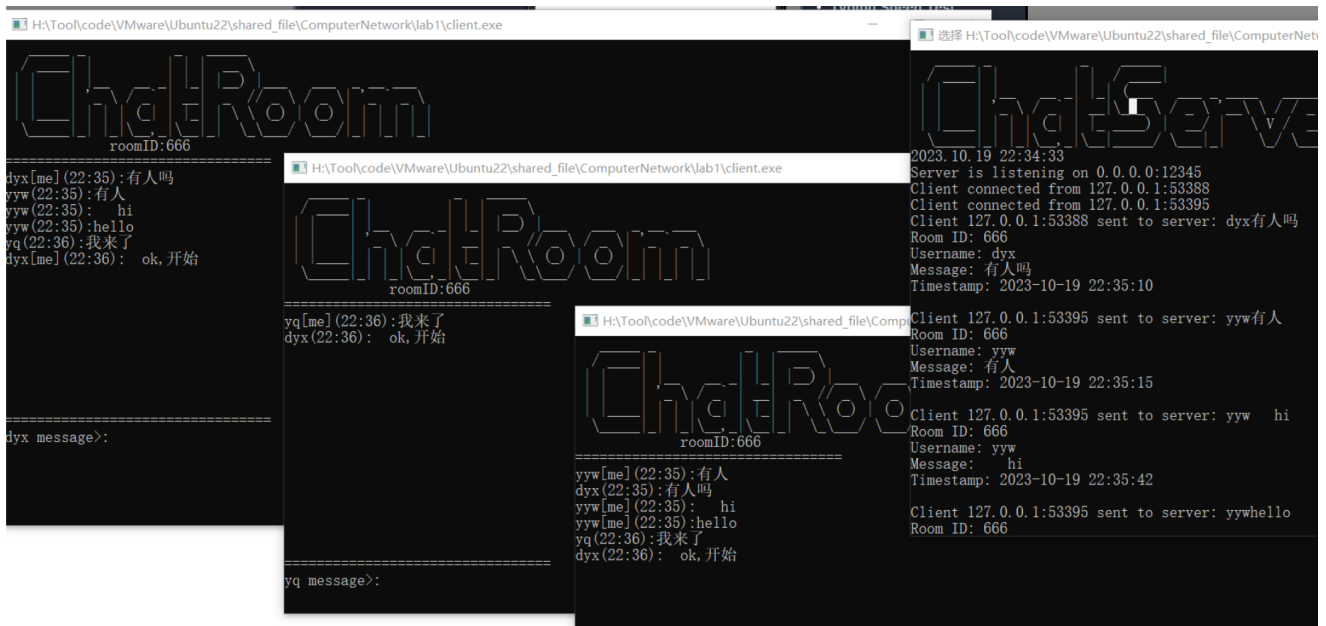 Typing Speed Test
H:\Tool\code\VMware\Ubuntu22\shared_file\ComputerNetwork\lab1\client.exe
ChatRoom
roomID:666
=================================
dyx[me](22:35):有人吗
yyw(22:35):有人
yyw(22:35):   hi
yyw(22:35):hello
yq(22:36):我来了
dyx[me](22:36):  ok,开始
=================================
dyx message>:
H:\Tool\code\VMware\Ubuntu22\shared_file\ComputerNetwork\lab1\client.exe
ChatRoom
roomID:666
=================================
yq[me](22:36):我来了
dyx(22:36):  ok,开始
=================================
yq message>:
H:\Tool\code\VMware\Ubuntu22\shared_file\Comp
ChatRoo
roomID:666
=================================
yyw[me](22:35):有人
dyx(22:35):有人吗
yyw[me](22:35):   hi
yyw[me](22:35):hello
yq(22:36):我来了
dyx(22:36):  ok,开始
选择 H:\Tool\code\VMware\Ubuntu22\shared_file\ComputerNet
ChatServe
2023.10.19 22:34:33
Server is listening on 0.0.0.0:12345
Client connected from 127.0.0.1:53388
Client connected from 127.0.0.1:53395
Client 127.0.0.1:53388 sent to server: dyx有人吗
Room ID: 666
Username: dyx
Message: 有人吗
Timestamp: 2023-10-19 22:35:10
Client 127.0.0.1:53395 sent to server: yyw有人
Room ID: 666
Username: yyw
Message: 有人
Timestamp: 2023-10-19 22:35:15
Client 127.0.0.1:53395 sent to server: yyw   hi
Room ID: 666
Username: yyw
Message:    hi
Timestamp: 2023-10-19 22:35:42
Client 127.0.0.1:53395 sent to server: yywhello
Room ID: 666